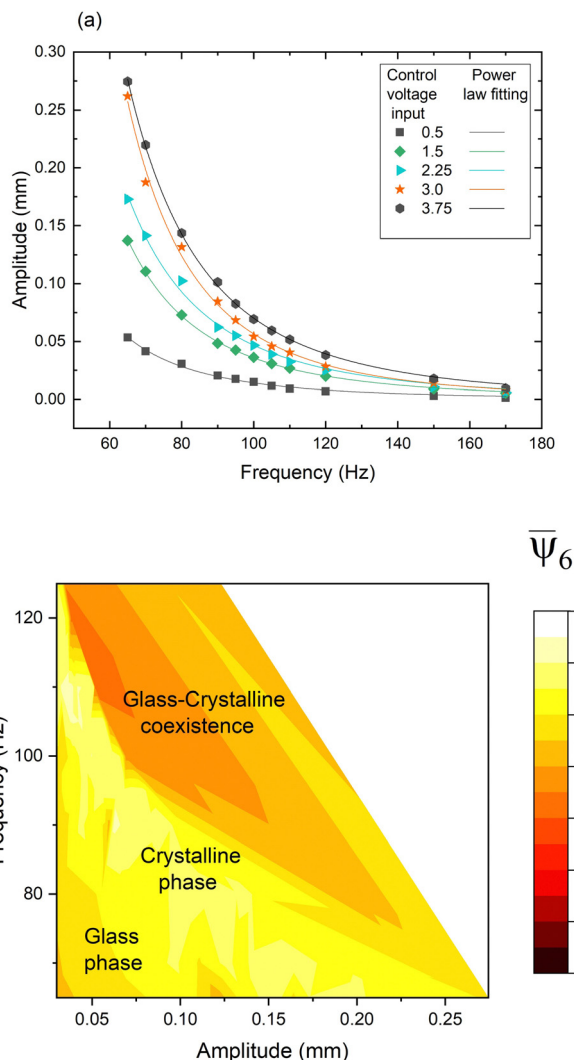 (a)
0.30
0.25
0.20
0.15
0.10
0.05
0.00
Amplitude (mm)
Control voltage input
Power law fitting
0.5
1.5
2.25
3.0
3.75
60 80 100 120 140 160 180
Frequency (Hz)
Ψ̅6
120
100
80
(Hz)
Glass-Crystalline
coexistence
Crystalline
phase
Glass
phase
0.05 0.10 0.15 0.20 0.25
Amplitude (mm)